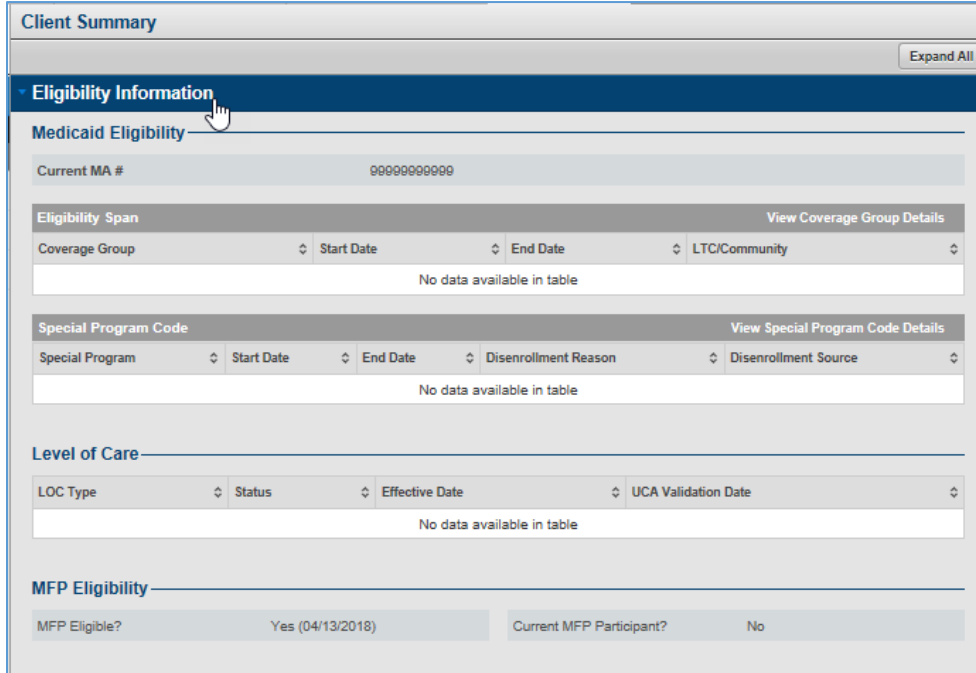 Client Summary
Expand All
Eligibility Information
Medicaid Eligibility
Current MA # 99999999999
Eligibility Span View Coverage Group Details
Coverage Group Start Date End Date LTC/Community
No data available in table
Special Program Code View Special Program Code Details
Special Program Start Date End Date Disenrollment Reason Disenrollment Source
No data available in table
Level of Care
LOC Type Status Effective Date UCA Validation Date
No data available in table
MFP Eligibility
MFP Eligible? Yes (04/13/2018) Current MFP Participant? No